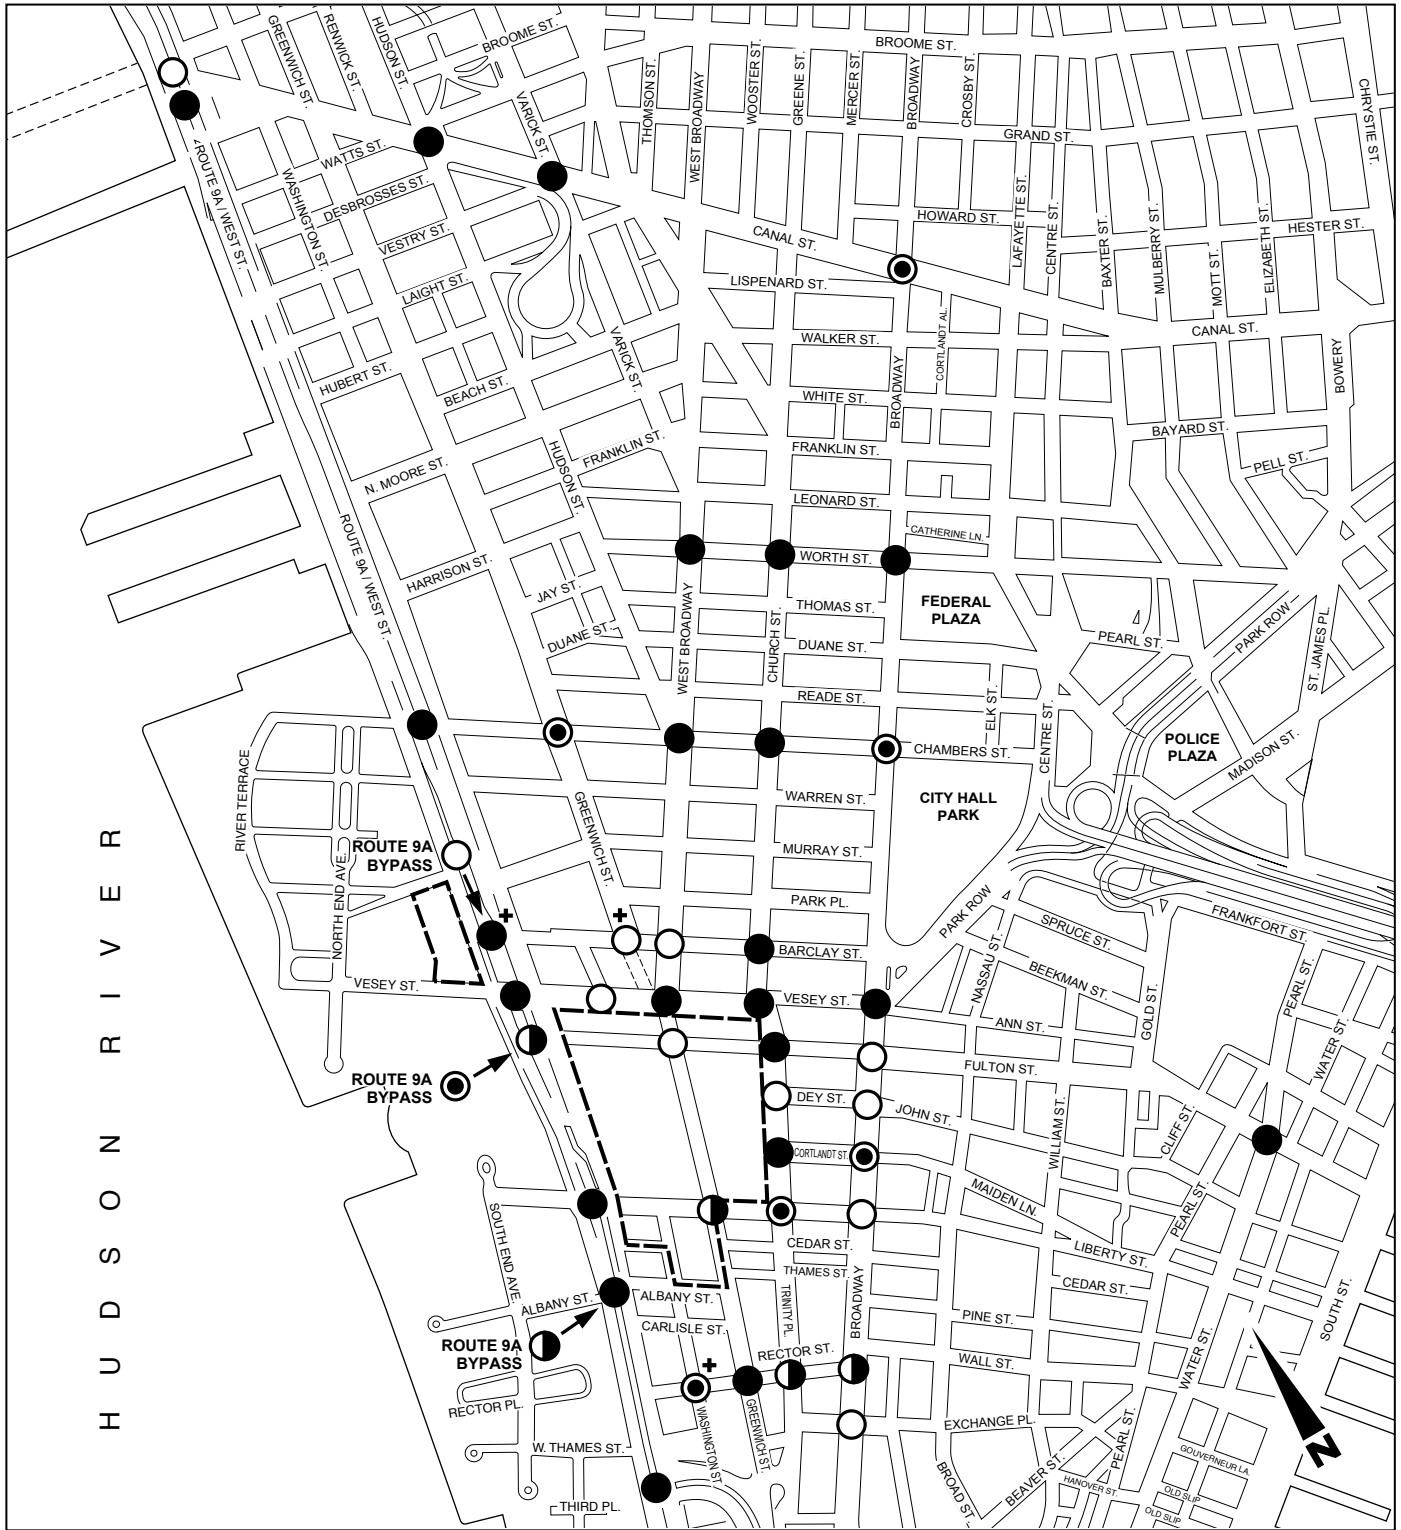 GREENWICH ST.
RENWICK ST.
HUDSON ST.
BROOME ST.
VARICK ST.
THOMSON ST.
WEST BROADWAY
WOOSTER ST.
GREENE ST.
MERCER ST.
BROADWAY
CROSBY ST.
BROOME ST.
CHRYSTIE ST.
GRAND ST.
WATTS ST.
ROUTE 9A / WEST ST.
WASHINGTON ST.
DESBROSSES ST.
VESTRY ST.
LAIGHT ST.
CANAL ST.
HOWARD ST.
LAFAYETTE ST.
CENTRE ST.
BAXTER ST.
MULBERRY ST.
MOTT ST.
ELIZABETH ST.
HESTER ST.
LISPENARD ST.
WALKER ST.
CORTLANDT AL.
CANAL ST.
BOWERY
HUBERT ST.
BEACH ST.
VARICK ST.
WHITE ST.
BROADWAY
BAYARD ST.
PELL ST.
N. MOORE ST.
HUDSON ST.
FRANKLIN ST.
FRANKLIN ST.
LEONARD ST.
CATHERINE LN.
ROUTE 9A / WEST ST.
HARRISON ST.
JAY ST.
DUANE ST.
WORTH ST.
WEST BROADWAY
CHURCH ST.
THOMAS ST.
FEDERAL
PLAZA
DUANE ST.
PEARL ST.
PARK ROW
ST. JAMES PL.
READE ST.
ELK ST.
CENTRE ST.
CHAMBERS ST.
POLICE
PLAZA
MADISON ST.
RIVER TERRACE
NORTH END AVE.
GREENWICH ST.
WARREN ST.
CITY HALL
PARK
MURRAY ST.
ROUTE 9A
BYPASS
PARK PL.
PARK ROW
SPRUCE ST.
FRANKFORT ST.
BARCLAY ST.
NASSAU ST.
BEEKMAN ST.
GOLD ST.
PEARL ST.
VESEY ST.
VESEY ST.
ANN ST.
WATER ST.
FULTON ST.
ROUTE 9A
BYPASS
DEY ST.
JOHN ST.
WILLIAM ST.
CLIFF ST.
CORTLANDT ST.
MAIDEN LN.
PEARL ST.
SOUTH END AVE.
CEDAR ST.
LIBERTY ST.
THAMES ST.
CEDAR ST.
ALBANY ST.
ALBANY ST.
TRINITY PL.
BROADWAY
SOUTH ST.
CARLISLE ST.
PINE ST.
ROUTE 9A
BYPASS
RECTOR ST.
WALL ST.
WATER ST.
RECTOR PL.
WASHINGTON ST.
GREENWICH ST.
EXCHANGE PL.
PEARL ST.
W. THAMES ST.
BROAD ST.
BEAVER ST.
HANOVER ST.
GOUVERNEUR LA.
OLD SLIP
OLD SLIP
THIRD PL.
HUDSON RIVER
N